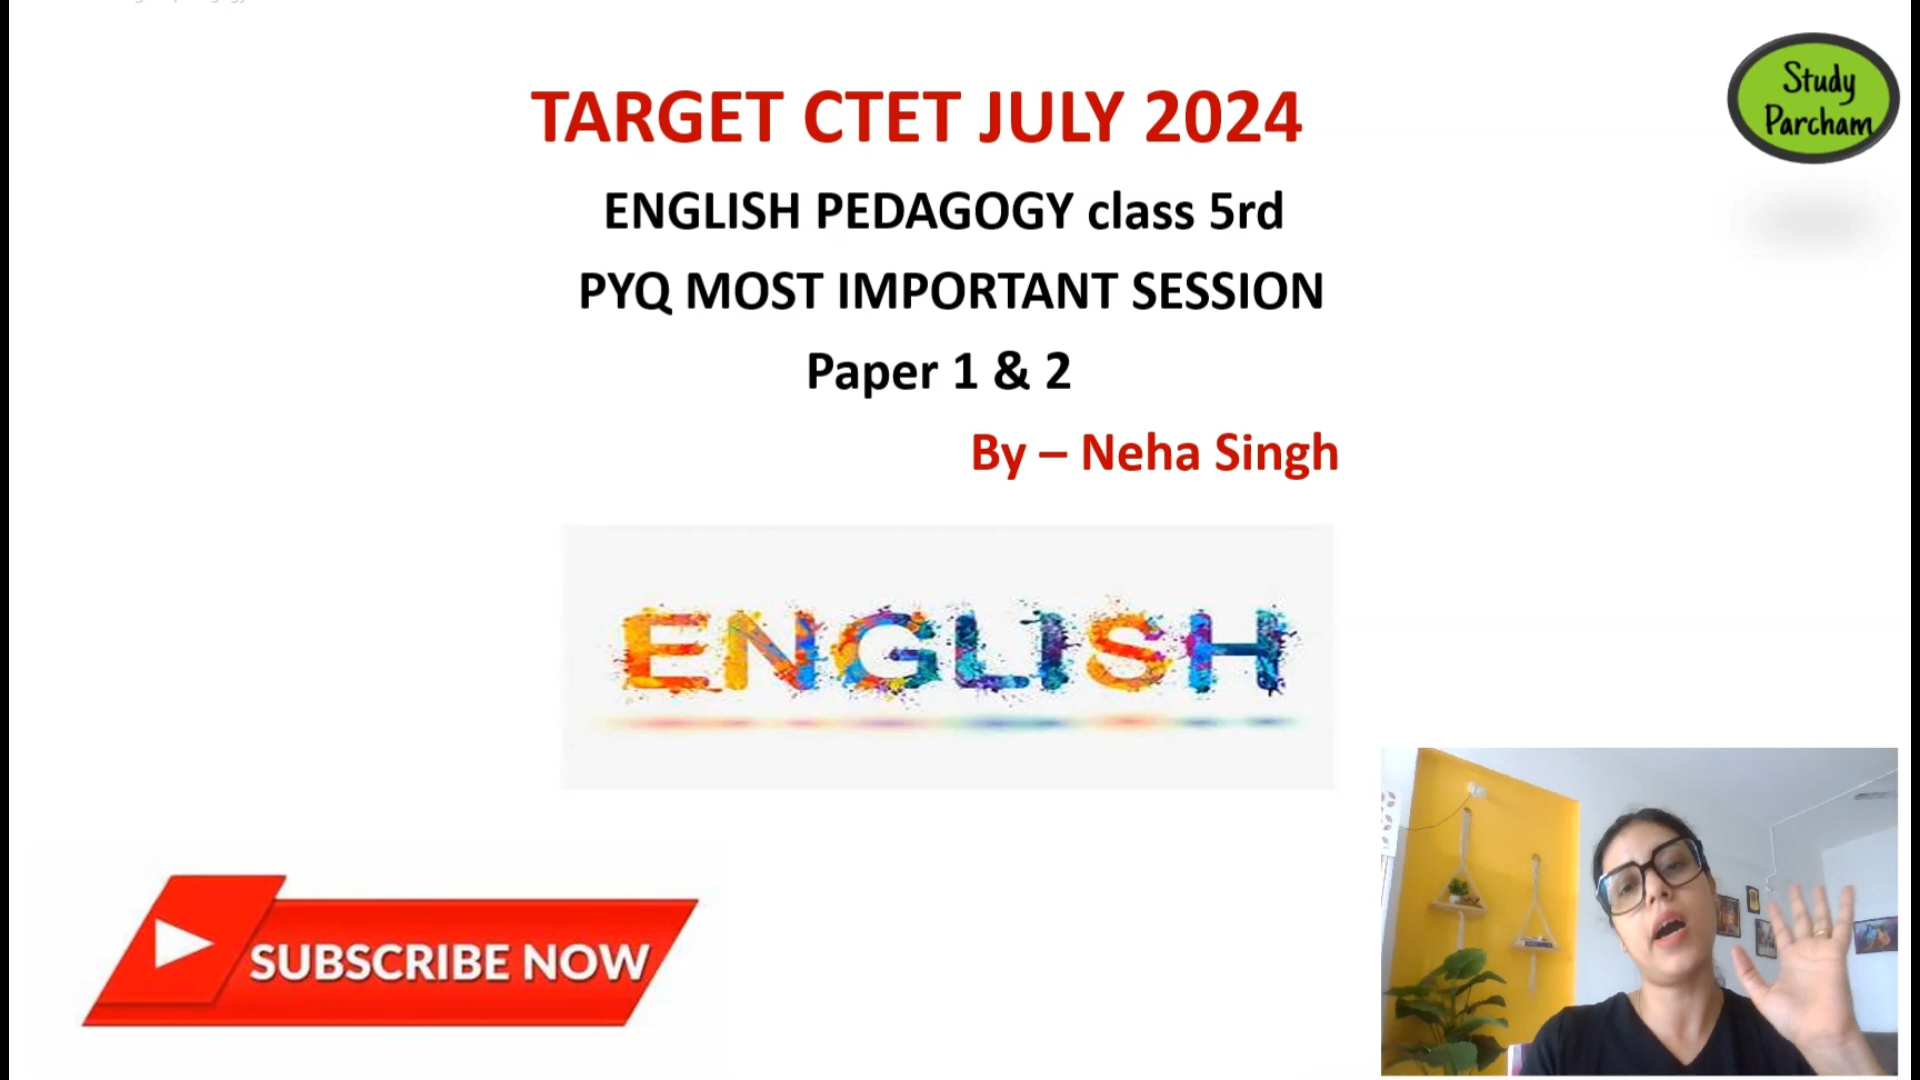 TARGET CTET JULY 2024
ENGLISH PEDAGOGY class 5rd
PYQ MOST IMPORTANT SESSION
Paper 1 & 2
By – Neha Singh
Study
Parcham
ENGLISH
SUBSCRIBE NOW